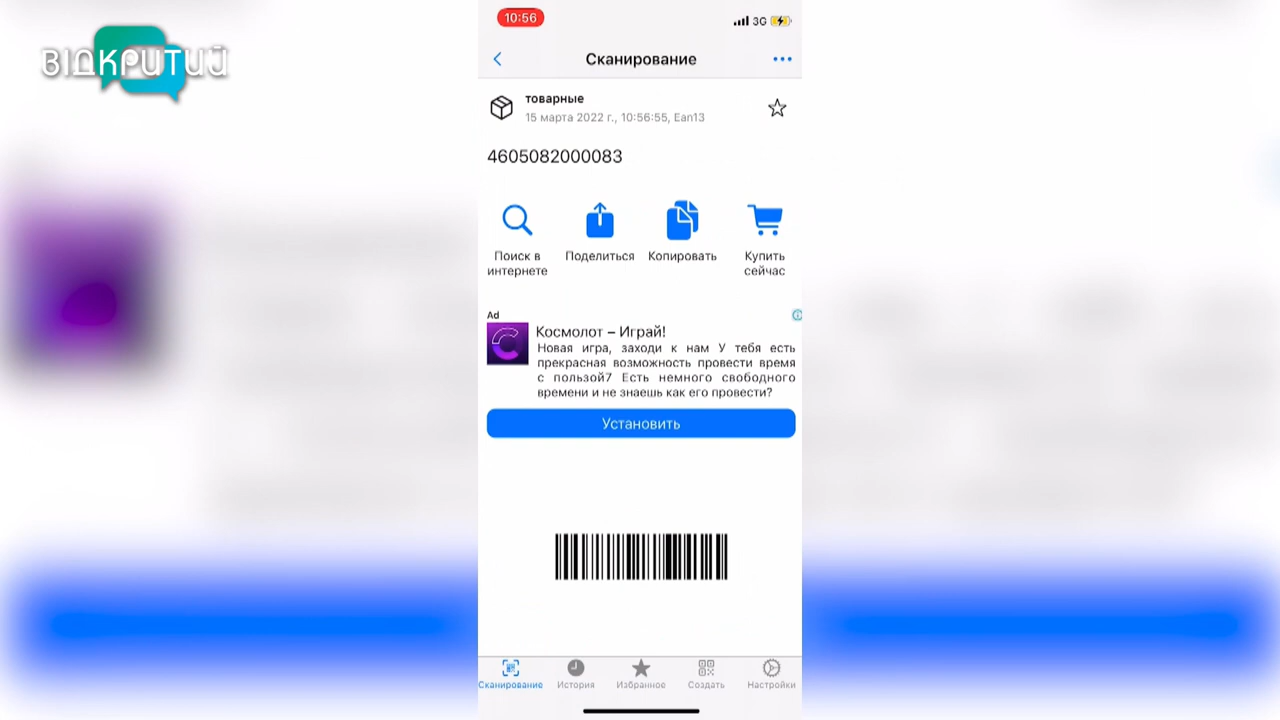 ВІДКРИТИЙ
10:56
3G
Сканирование
товарные
15 марта 2022 г., 10:56:55, Ean13
4605082000083
Поиск в интернете
Поделиться
Копировать
Купить сейчас
Ad
Космолот – Играй!
Новая игра, заходи к нам У тебя есть
прекрасная возможность провести время
с пользой7 Есть немного свободного
времени и не знаешь как его провести?
Установить
Сканирование
История
Избранное
Создать
Настройки